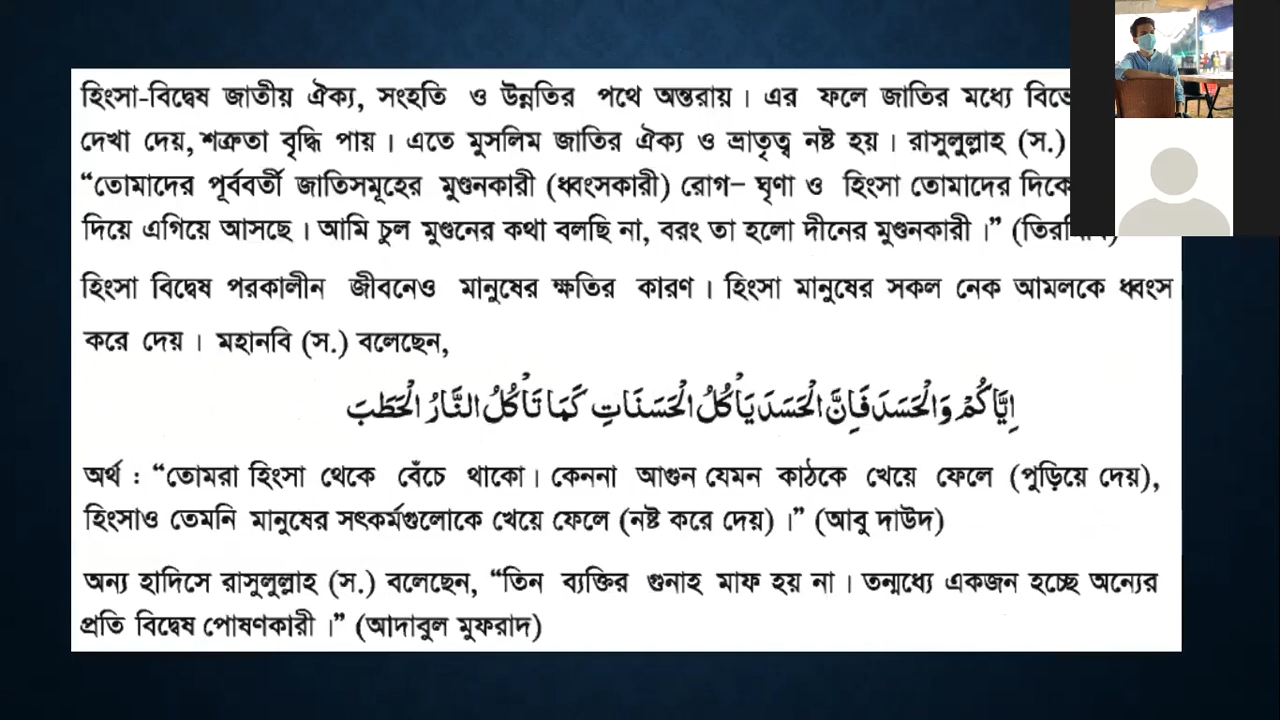 হিংসা-বিদ্বেষ জাতীয় ঐক্য, সংহতি ও উন্নতির পথে অন্তরায়। এর ফলে জাতির মধ্যে
দেখা দেয়, শত্রুতা বৃদ্ধি পায়। এতে মুসলিম জাতির ঐক্য ও ভ্রাতৃত্ব নষ্ট হয়। রাসুলুল্লাহ (স.)
“তোমাদের পূর্ববর্তী জাতিসমূহের মুণ্ডনকারী (ধ্বংসকারী) রোগ– ঘৃণা ও হিংসা তোমাদের দিকে
দিয়ে এগিয়ে আসছে। আমি চুল মুণ্ডনের কথা বলছি না, বরং তা হলো দীনের মুণ্ডনকারী।”
হিংসা বিদ্বেষ পরকালীন জীবনেও মানুষের ক্ষতির কারণ। হিংসা মানুষের সকল নেক আমলকে ধ্বংস
করে দেয়। মহানবি (স.) বলেছেন,
اِيَّاكُمْ وَالْحَسَدَ فَاِنَّ الْحَسَدَ يَاْكُلُ الْحَسَنَاتِ كَمَا تَاْكُلُ النَّارُ الْحَطَبَ
অর্থ : “তোমরা হিংসা থেকে বেঁচে থাকো। কেননা আগুন যেমন কাঠকে খেয়ে ফেলে (পুড়িয়ে দেয়),
হিংসাও তেমনি মানুষের সৎকর্মগুলোকে খেয়ে ফেলে (নষ্ট করে দেয়)।” (আবু দাউদ)
অন্য হাদিসে রাসুলুল্লাহ (স.) বলেছেন, “তিন ব্যক্তির গুনাহ মাফ হয় না। তন্মধ্যে একজন হচ্ছে অন্যের
প্রতি বিদ্বেষ পোষণকারী।” (আদাবুল মুফরাদ)